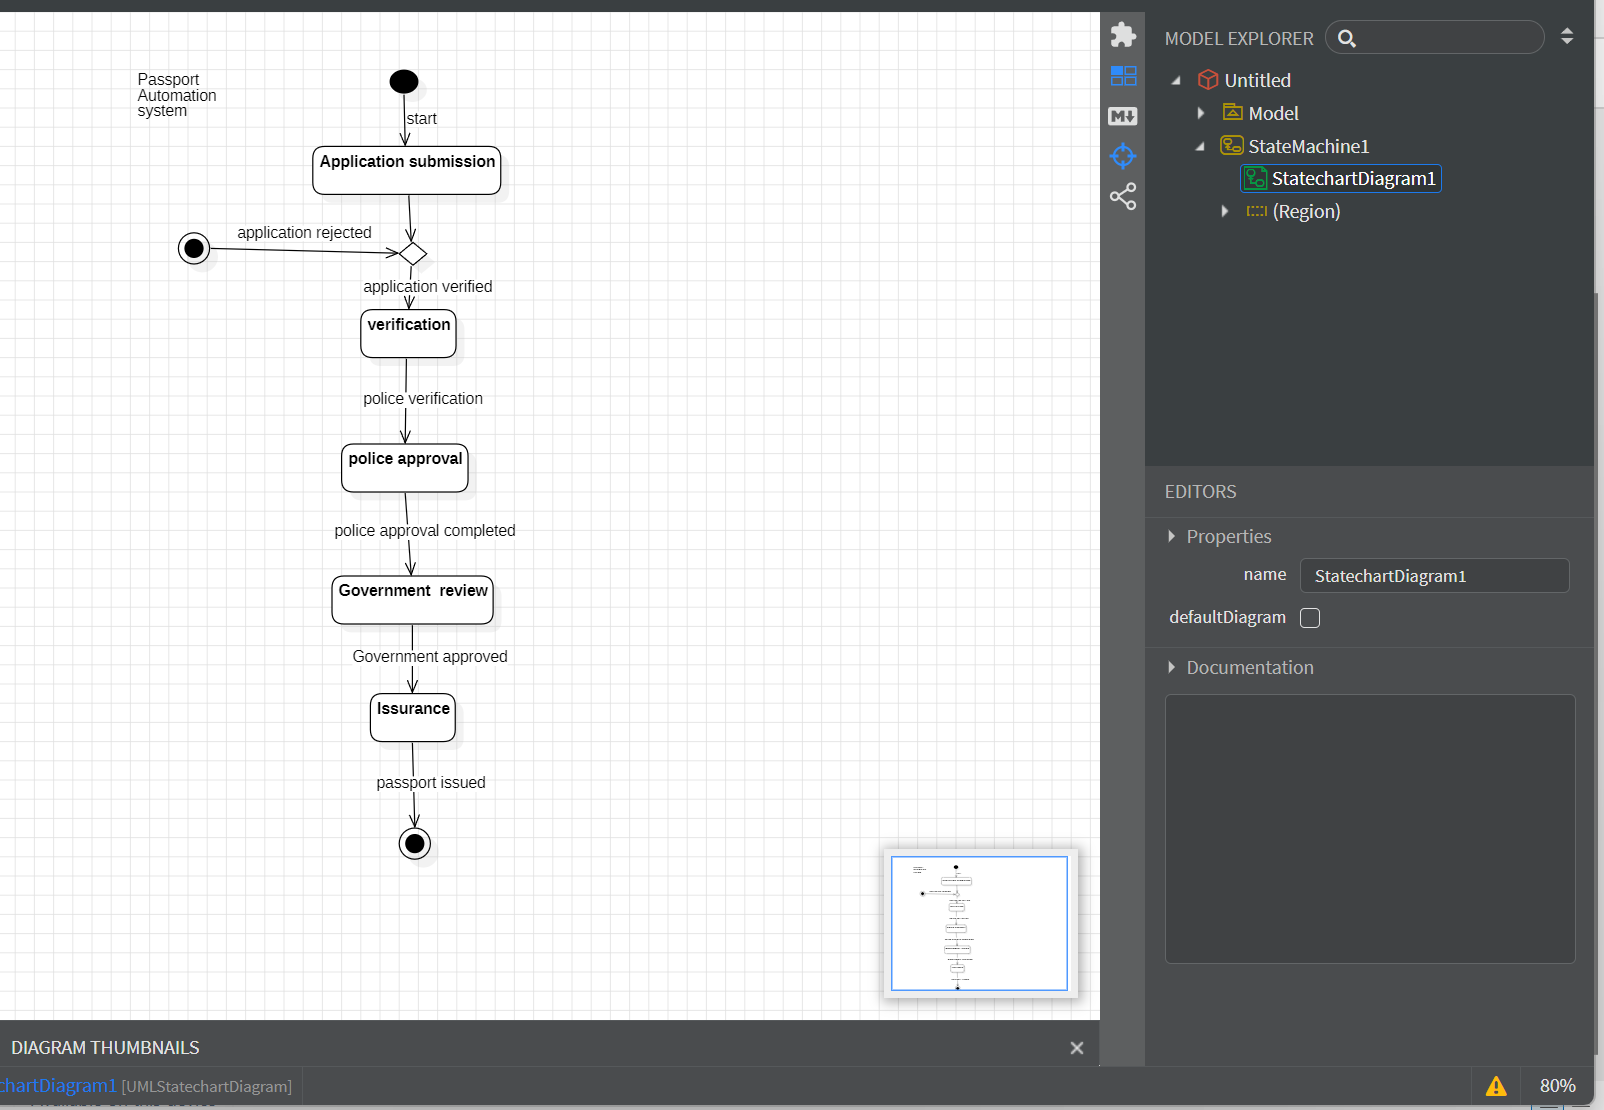 Passport
Automation
system
start
Application submission
application rejected
application verified
verification
police verification
police approval
police approval completed
Government  review
Government approved
Issurance
passport issued
MODEL EXPLORER
Untitled
Model
StateMachine1
StatechartDiagram1
(Region)
EDITORS
Properties
name StatechartDiagram1
defaultDiagram
Documentation
DIAGRAM THUMBNAILS
chartDiagram1 [UMLStatechartDiagram]
80%